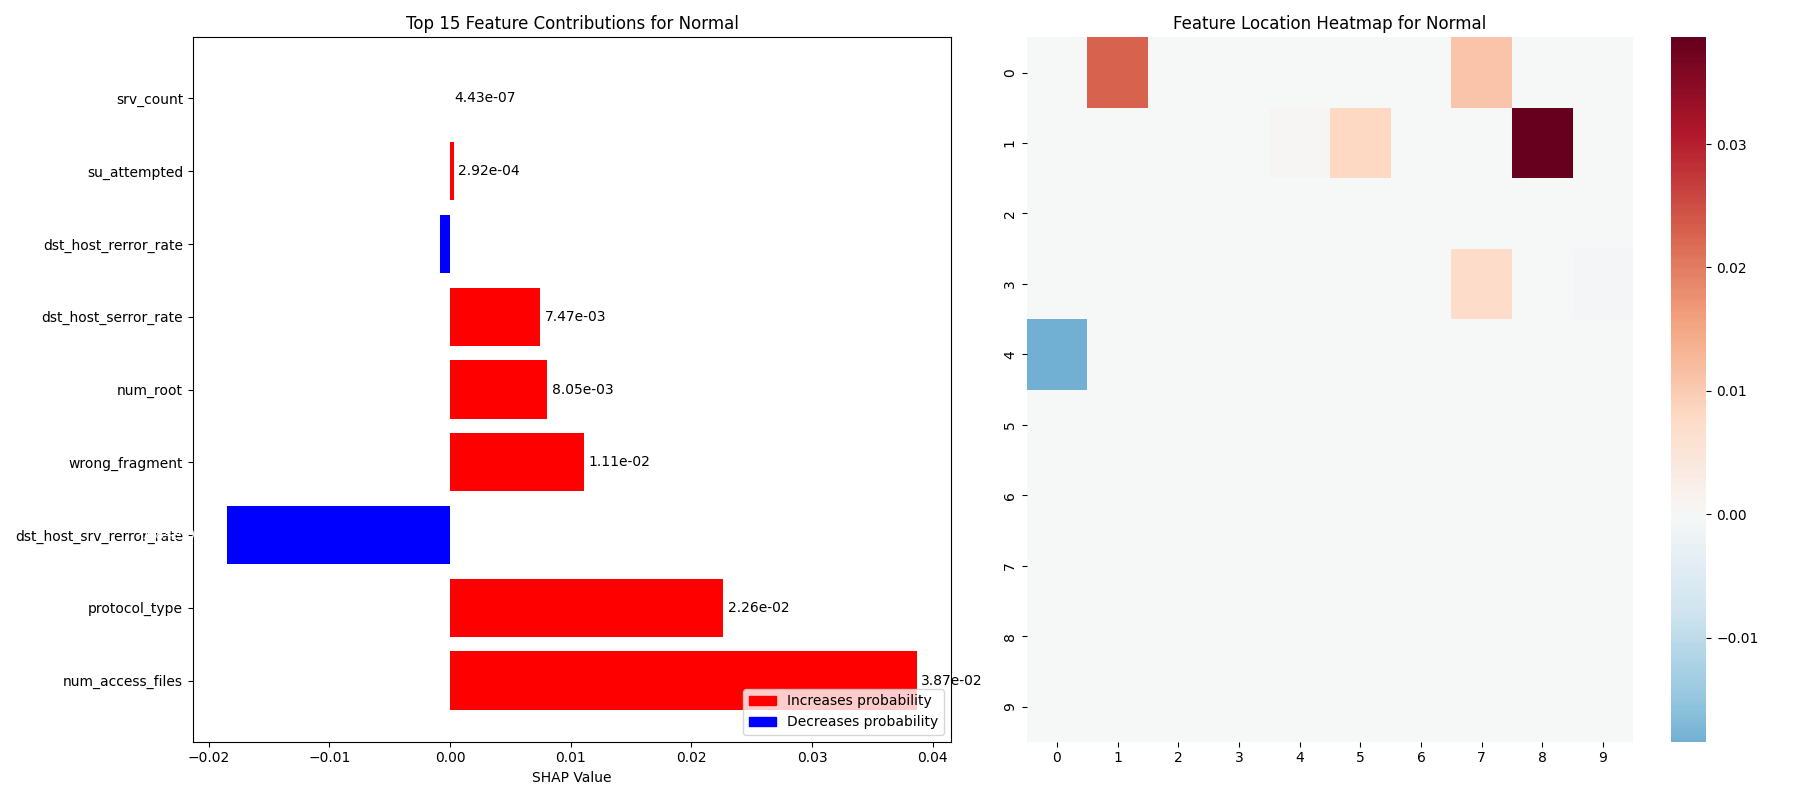 Top 15 Feature Contributions for Normal
srv_count
4.43e-07
su_attempted
2.92e-04
dst_host_rerror_rate
dst_host_serror_rate
7.47e-03
num_root
8.05e-03
wrong_fragment
1.11e-02
dst_host_srv_rerror_rate
protocol_type
2.26e-02
num_access_files
3.87e-02
Increases probability
Decreases probability
−0.02 −0.01 0.00 0.01 0.02 0.03 0.04
SHAP Value
Feature Location Heatmap for Normal
0
1
2
3
4
5
6
7
8
9
0 1 2 3 4 5 6 7 8 9
0.03
0.02
0.01
0.00
−0.01